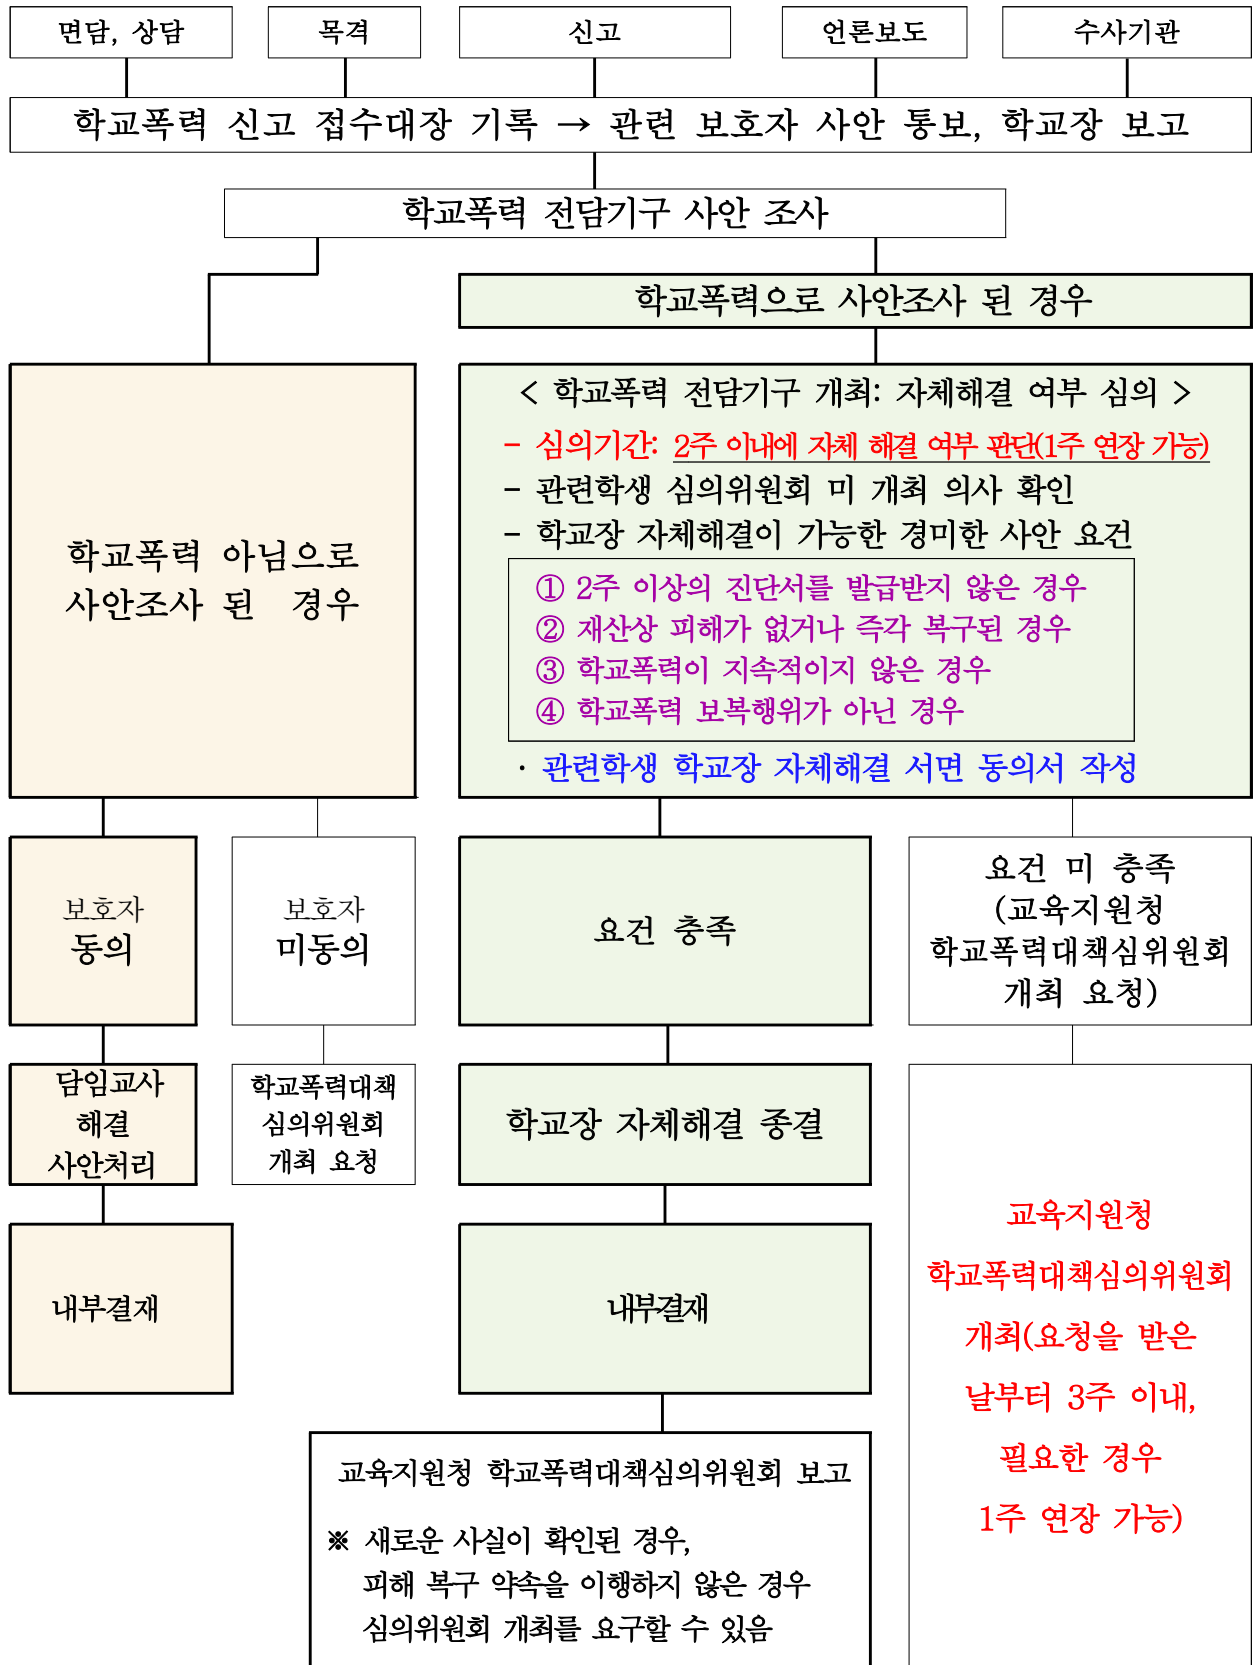 면담, 상담
목격
신고
언론보도
수사기관
학교폭력 신고 접수대장 기록 → 관련 보호자 사안 통보, 학교장 보고
학교폭력 전담기구 사안 조사
학교폭력으로 사안조사 된 경우
학교폭력 아님으로
사안조사 된 경우
< 학교폭력 전담기구 개최: 자체해결 여부 심의 >
- 심의기간: 2주 이내에 자체 해결 여부 판단(1주 연장 가능)
- 관련학생 심의위원회 미 개최 의사 확인
- 학교장 자체해결이 가능한 경미한 사안 요건
① 2주 이상의 진단서를 발급받지 않은 경우
② 재산상 피해가 없거나 즉각 복구된 경우
③ 학교폭력이 지속적이지 않은 경우
④ 학교폭력 보복행위가 아닌 경우
· 관련학생 학교장 자체해결 서면 동의서 작성
보호자
동의
보호자
미동의
요건 충족
요건 미 충족
(교육지원청
학교폭력대책심위원회
개최 요청)
담임교사
해결
사안처리
학교폭력대책
심의위원회
개최 요청
학교장 자체해결 종결
내부결재
내부결재
교육지원청
학교폭력대책심의위원회
개최(요청을 받은
날부터 3주 이내,
필요한 경우
1주 연장 가능)
교육지원청 학교폭력대책심의위원회 보고
※ 새로운 사실이 확인된 경우,
피해 복구 약속을 이행하지 않은 경우
심의위원회 개최를 요구할 수 있음